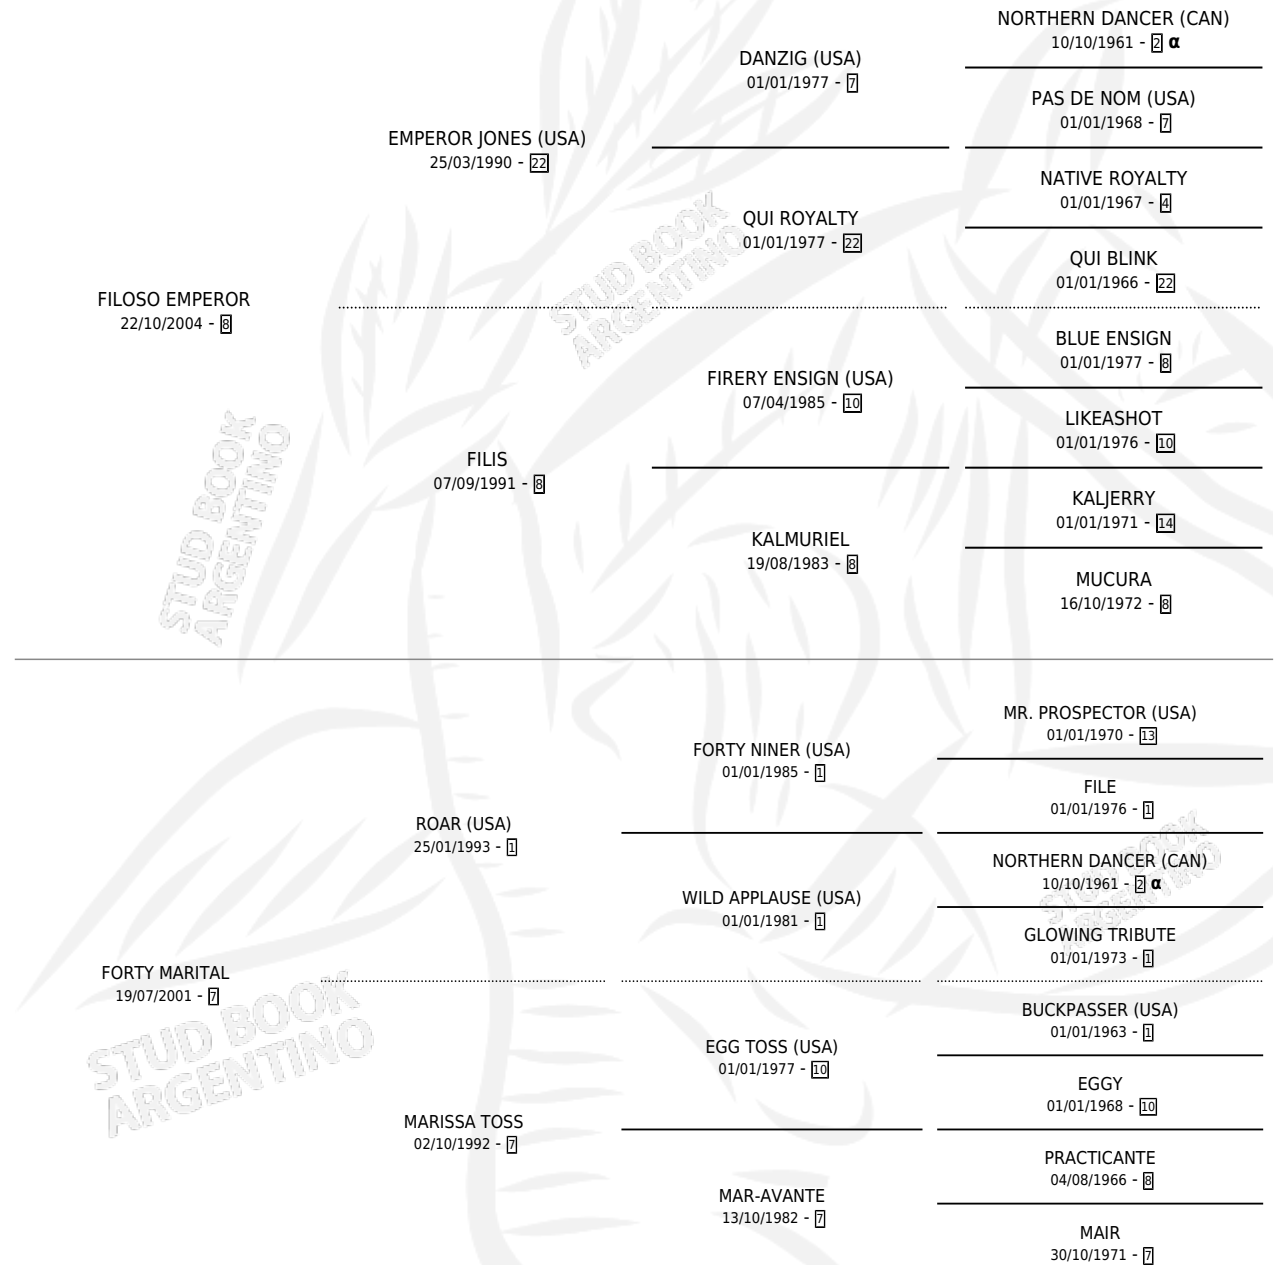 NORTHERN DANCER (CAN)
10/10/1961 - 2 α
DANZIG (USA)
01/01/1977 - 7
PAS DE NOM (USA)
01/01/1968 - 7
EMPEROR JONES (USA)
25/03/1990 - 22
NATIVE ROYALTY
01/01/1967 - 4
QUI ROYALTY
01/01/1977 - 22
QUI BLINK
01/01/1966 - 22
FILOSO EMPEROR
22/10/2004 - 8
BLUE ENSIGN
01/01/1977 - 8
FIRERY ENSIGN (USA)
07/04/1985 - 10
LIKEASHOT
01/01/1976 - 10
FILIS
07/09/1991 - 8
KALJERRY
01/01/1971 - 14
KALMURIEL
19/08/1983 - 8
MUCURA
16/10/1972 - 8
MR. PROSPECTOR (USA)
01/01/1970 - 13
FORTY NINER (USA)
01/01/1985 - 1
FILE
01/01/1976 - 1
ROAR (USA)
25/01/1993 - 1
NORTHERN DANCER (CAN)
10/10/1961 - 2 α
WILD APPLAUSE (USA)
01/01/1981 - 1
GLOWING TRIBUTE
01/01/1973 - 1
FORTY MARITAL
19/07/2001 - 7
BUCKPASSER (USA)
01/01/1963 - 1
EGG TOSS (USA)
01/01/1977 - 10
EGGY
01/01/1968 - 10
MARISSA TOSS
02/10/1992 - 7
PRACTICANTE
04/08/1966 - 8
MAR-AVANTE
13/10/1982 - 7
MAIR
30/10/1971 - 7
STUD BOOK
ARGENTINO
STUD BOOK
ARGENTINO
STUD BOOK
ARGENTINO
STUD BOOK
ARGENTINO